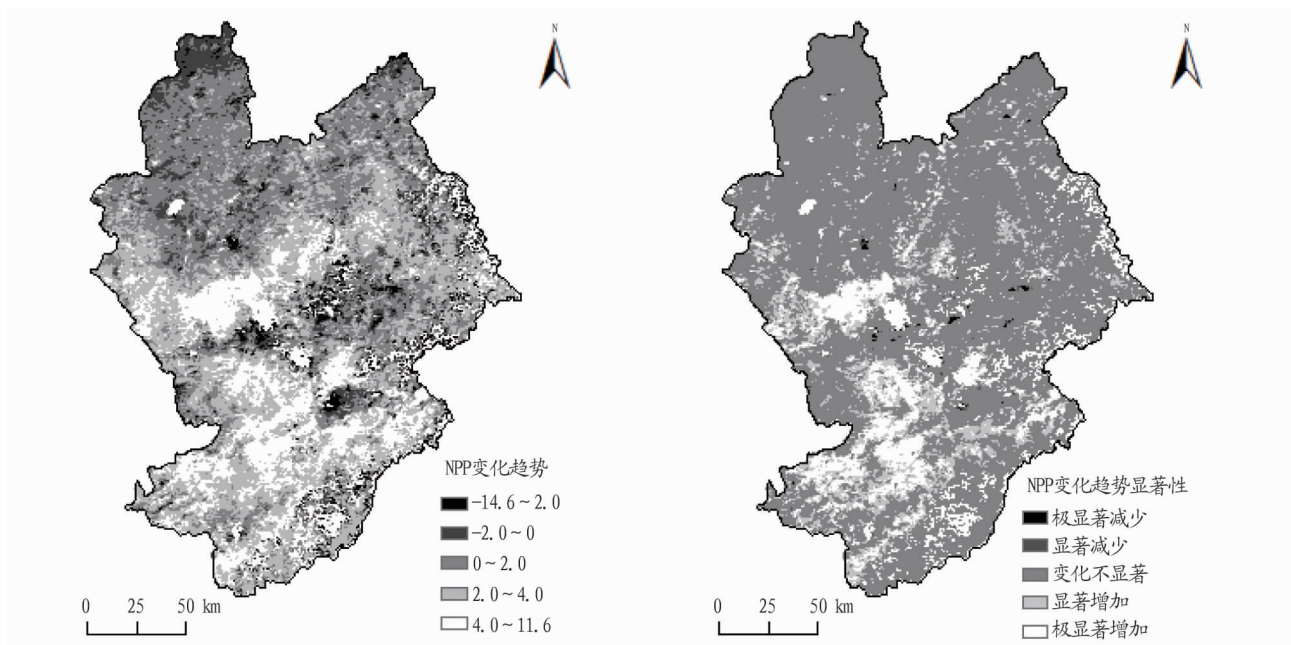 N
NPP变化趋势
-14.6～2.0
-2.0～0
0～2.0
2.0～4.0
4.0～11.6
0 25 50 km
N
NPP变化趋势显著性
极显著减少
显著减少
变化不显著
显著增加
极显著增加
0 25 50 km